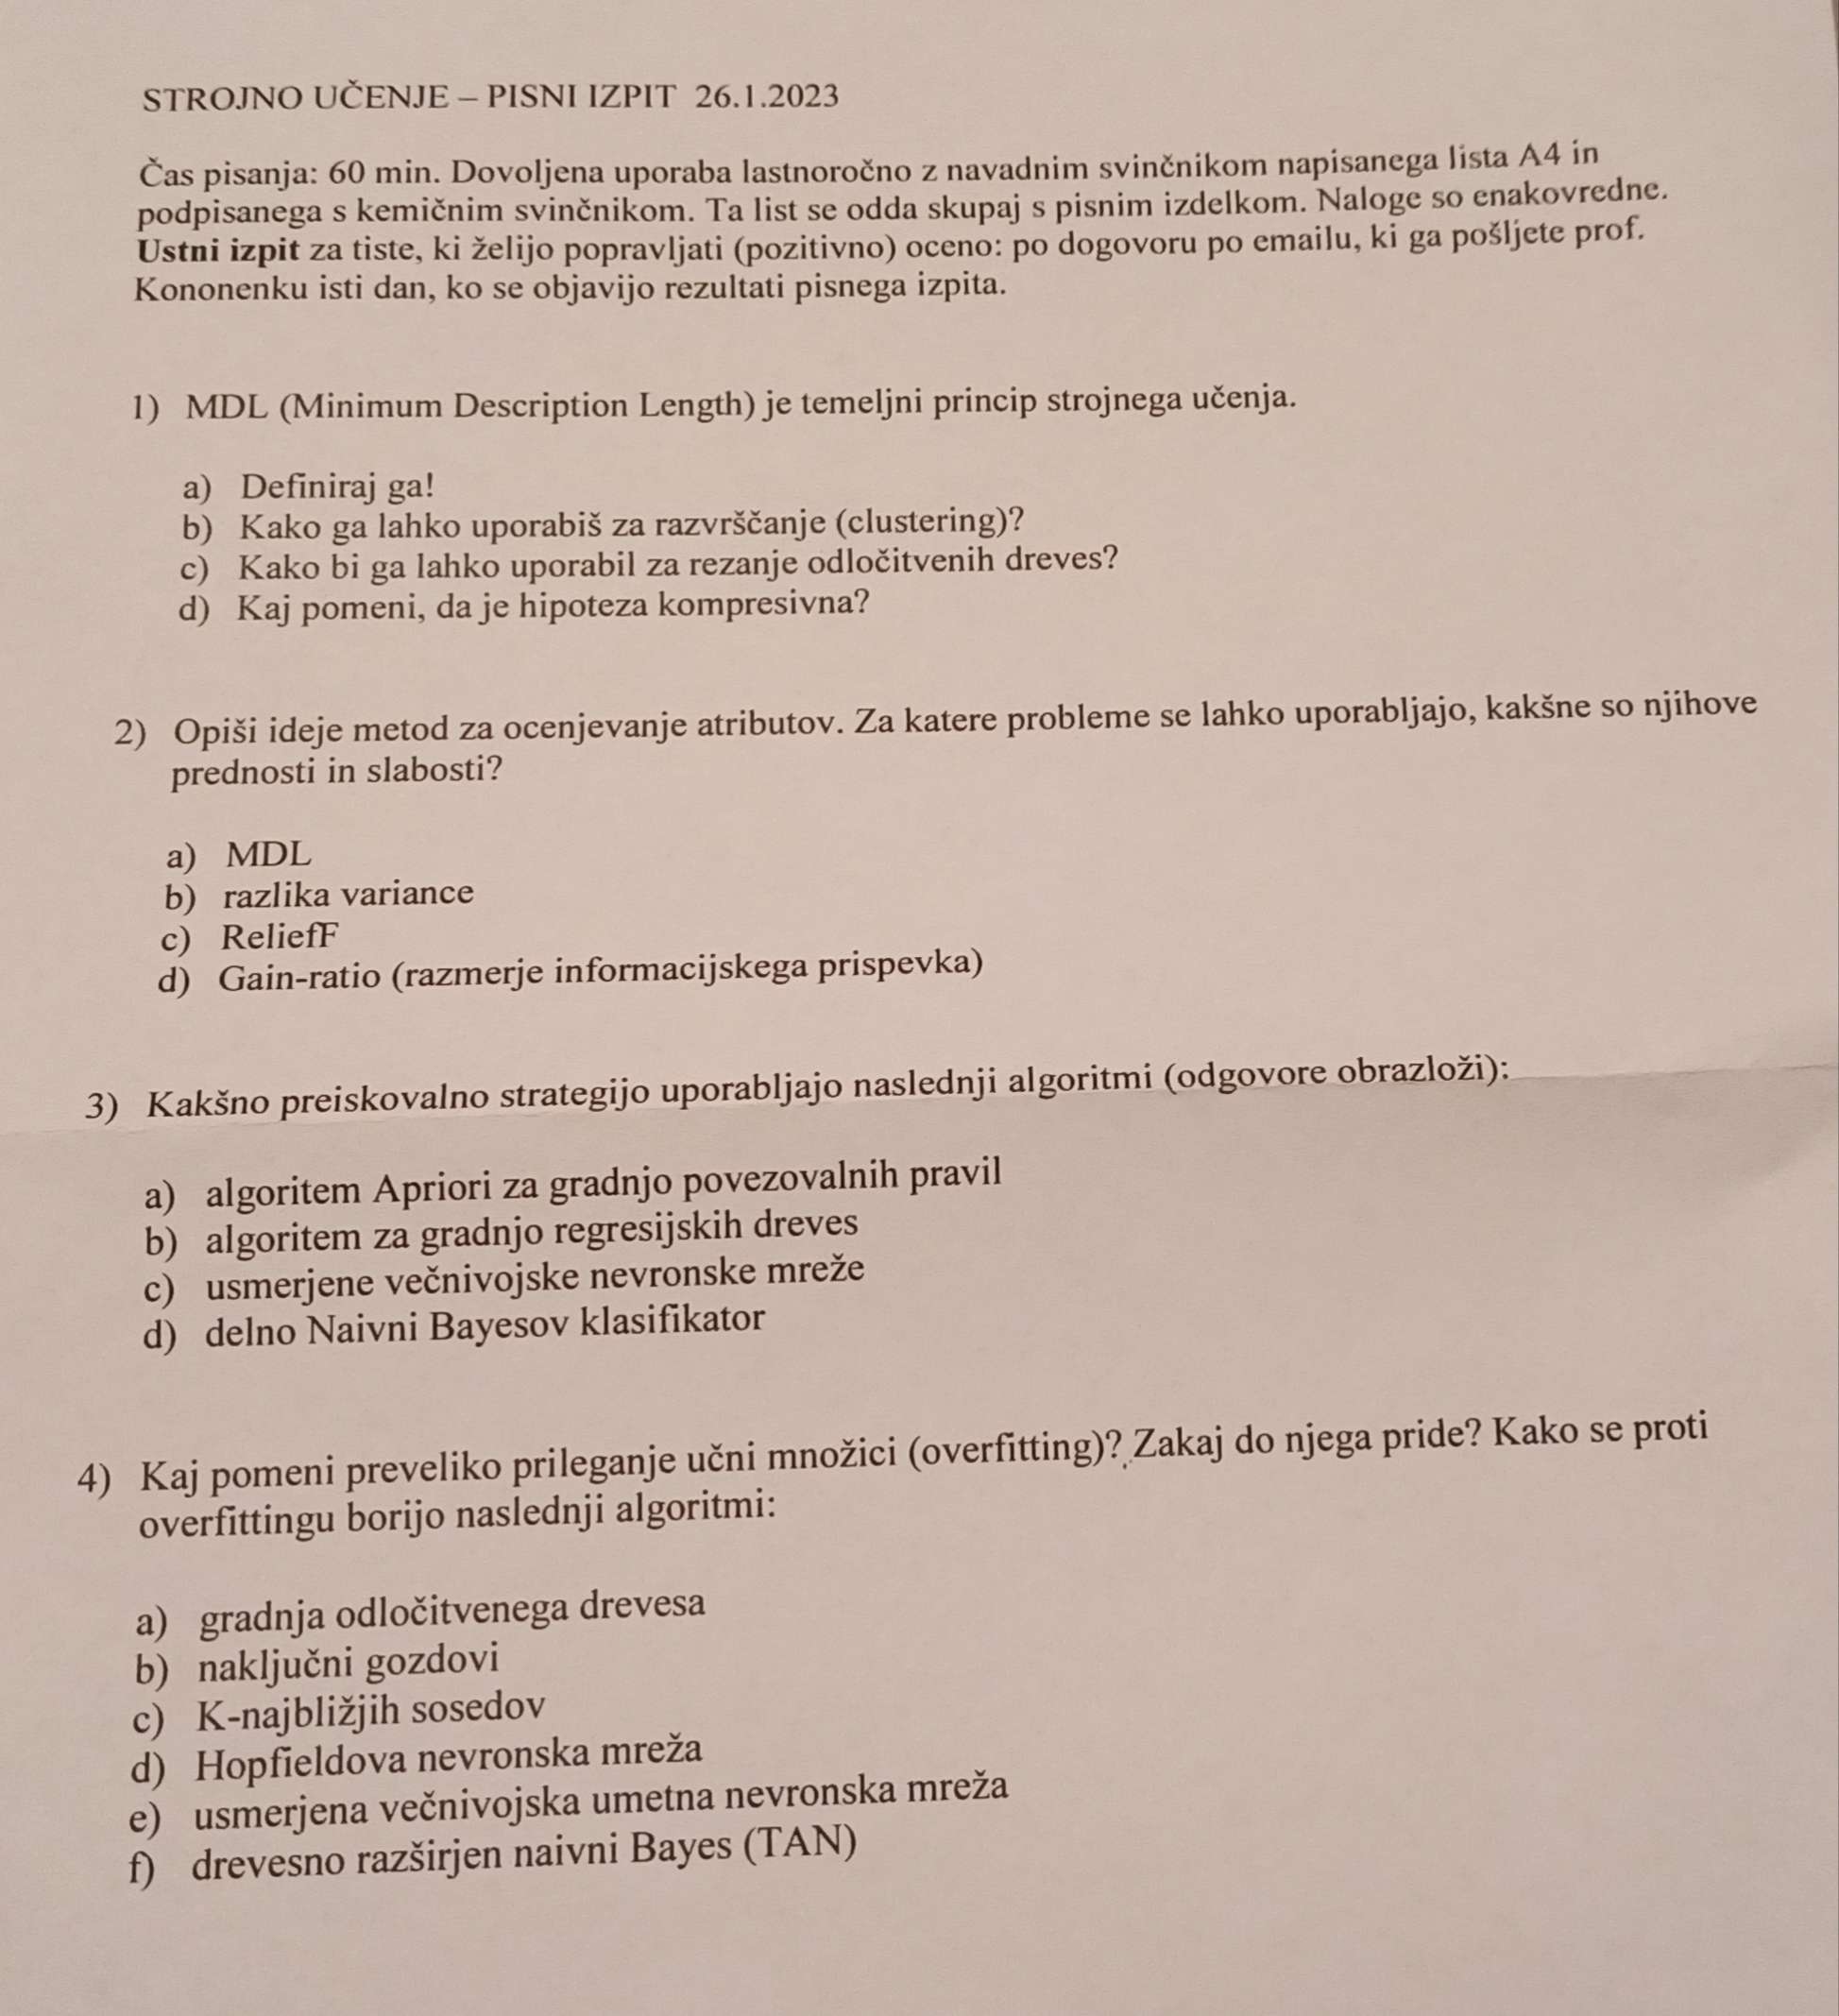 STROJNO UČENJE – PISNI IZPIT 26.1.2023
Čas pisanja: 60 min. Dovoljena uporaba lastnoročno z navadnim svinčnikom napisanega lista A4 in
podpisanega s kemičnim svinčnikom. Ta list se odda skupaj s pisnim izdelkom. Naloge so enakovredne.
Ustni izpit za tiste, ki želijo popravljati (pozitivno) oceno: po dogovoru po emailu, ki ga pošljete prof.
Kononenku isti dan, ko se objavijo rezultati pisnega izpita.
1) MDL (Minimum Description Length) je temeljni princip strojnega učenja.
a) Definiraj ga!
b) Kako ga lahko uporabiš za razvrščanje (clustering)?
c) Kako bi ga lahko uporabil za rezanje odločitvenih dreves?
d) Kaj pomeni, da je hipoteza kompresivna?
2) Opiši ideje metod za ocenjevanje atributov. Za katere probleme se lahko uporabljajo, kakšne so njihove
prednosti in slabosti?
a) MDL
b) razlika variance
c) ReliefF
d) Gain-ratio (razmerje informacijskega prispevka)
3) Kakšno preiskovalno strategijo uporabljajo naslednji algoritmi (odgovore obrazloži):
a) algoritem Apriori za gradnjo povezovalnih pravil
b) algoritem za gradnjo regresijskih dreves
c) usmerjene večnivojske nevronske mreže
d) delno Naivni Bayesov klasifikator
4) Kaj pomeni preveliko prileganje učni množici (overfitting)? Zakaj do njega pride? Kako se proti
overfittingu borijo naslednji algoritmi:
a) gradnja odločitvenega drevesa
b) naključni gozdovi
c) K-najbližjih sosedov
d) Hopfieldova nevronska mreža
e) usmerjena večnivojska umetna nevronska mreža
f) drevesno razširjen naivni Bayes (TAN)